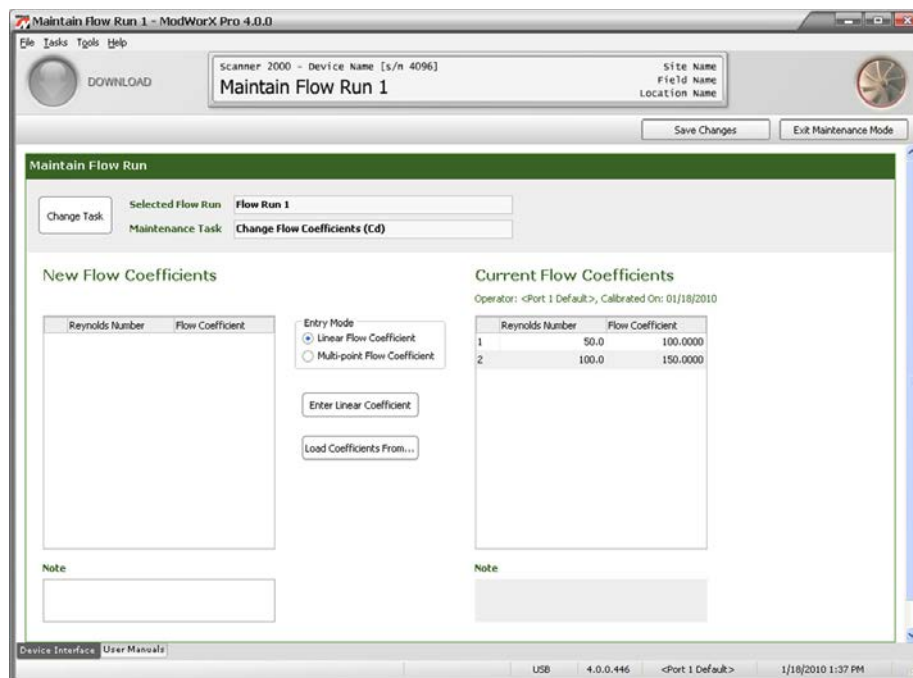 Maintain Flow Run 1 - ModWorX Pro 4.0.0
File Tasks Tools Help
DOWNLOAD
Scanner 2000 - Device Name [s/n 4096]
Maintain Flow Run 1
Site Name
Field Name
Location Name
Save Changes
Exit Maintenance Mode
Maintain Flow Run
Change Task
Selected Flow Run Flow Run 1
Maintenance Task Change Flow Coefficients (Cd)
New Flow Coefficients
Reynolds Number Flow Coefficient
Entry Mode
Linear Flow Coefficient
Multi-point Flow Coefficient
Enter Linear Coefficient
Load Coefficients From...
Note
Current Flow Coefficients
Operator: <Port 1 Default>, Calibrated On: 01/18/2010
Reynolds Number Flow Coefficient
1 50.0 100.0000
2 100.0 150.0000
Note
Device Interface User Manuals
USB 4.0.0.446 <Port 1 Default> 1/18/2010 1:37 PM